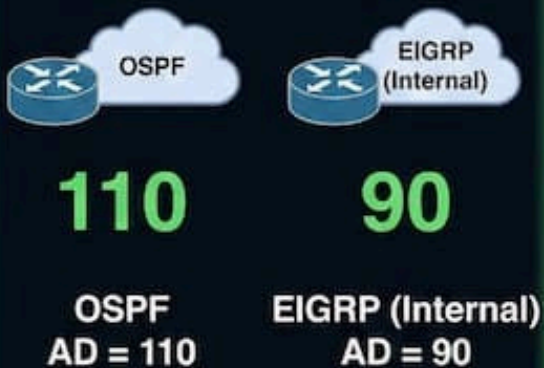 OSPF
EIGRP
(Internal)
110
90
OSPF
AD = 110
EIGRP (Internal)
AD = 90